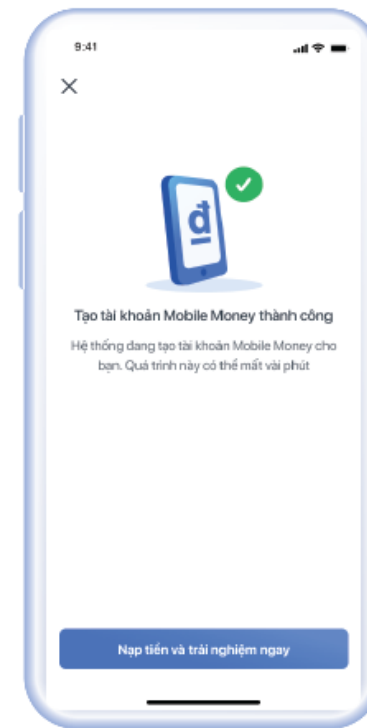 9:41
đ
Tạo tài khoản Mobile Money thành công
Hệ thống đang tạo tài khoản Mobile Money cho
bạn. Quá trình này có thể mất vài phút
Nạp tiền và trải nghiệm ngay